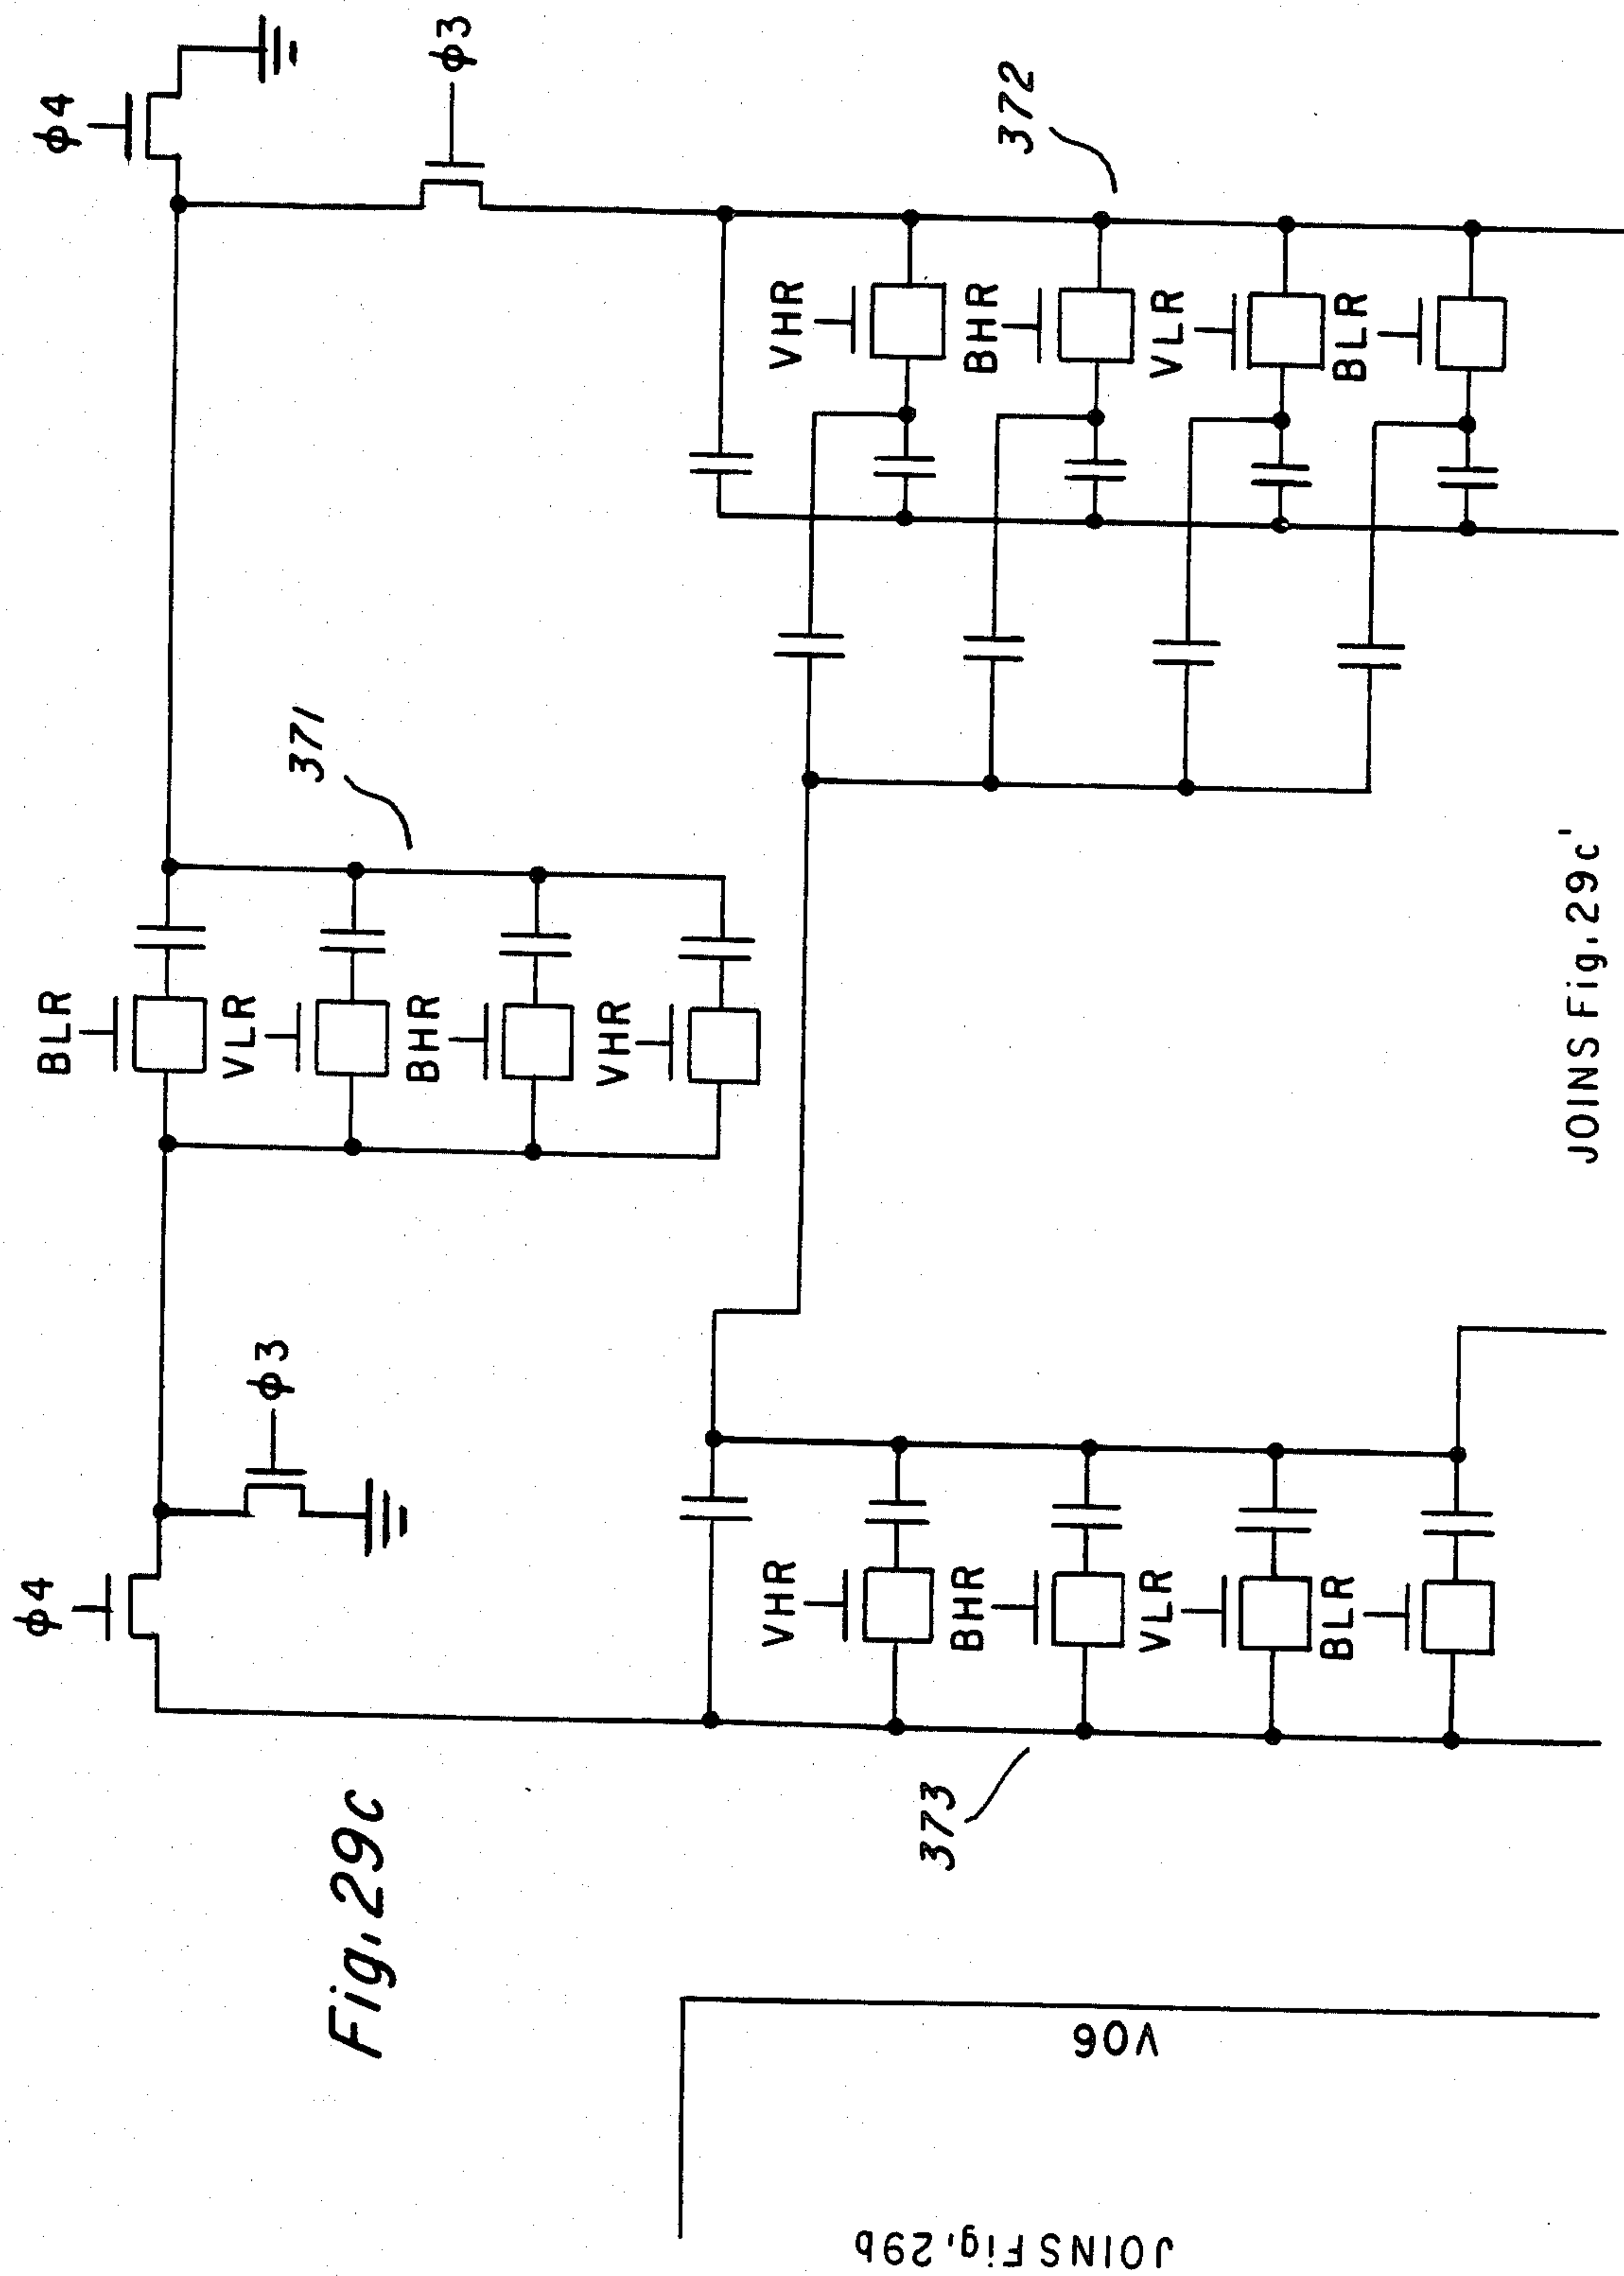 φ4
φ3
372
VHR
BHR
VLR
BLR
371
BLR
VLR
BHR
VHR
φ3
φ4
VHR
BHR
VLR
BLR
373
Fig. 29c
VO6
JOINS Fig. 29b
JOINS Fig. 29c'